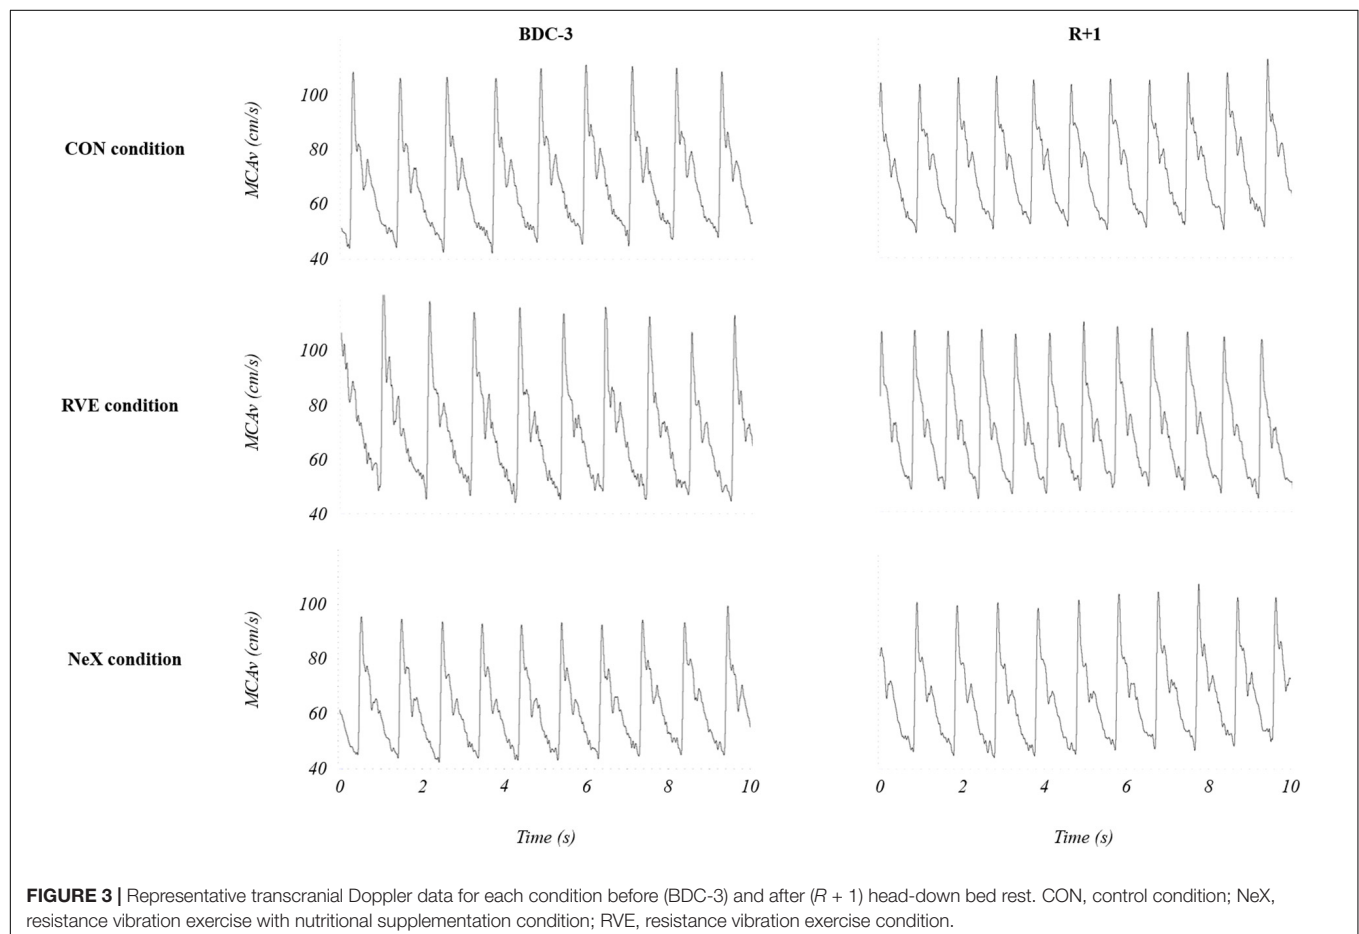 BDC-3
R+1
CON condition
MCAv (cm/s)
100
80
60
40
RVE condition
MCAv (cm/s)
100
80
60
40
NeX condition
MCAv (cm/s)
100
80
60
40
0 2 4 6 8 10
0 2 4 6 8 10
Time (s)
Time (s)
FIGURE 3 | Representative transcranial Doppler data for each condition before (BDC-3) and after (R + 1) head-down bed rest. CON, control condition; NeX,
resistance vibration exercise with nutritional supplementation condition; RVE, resistance vibration exercise condition.